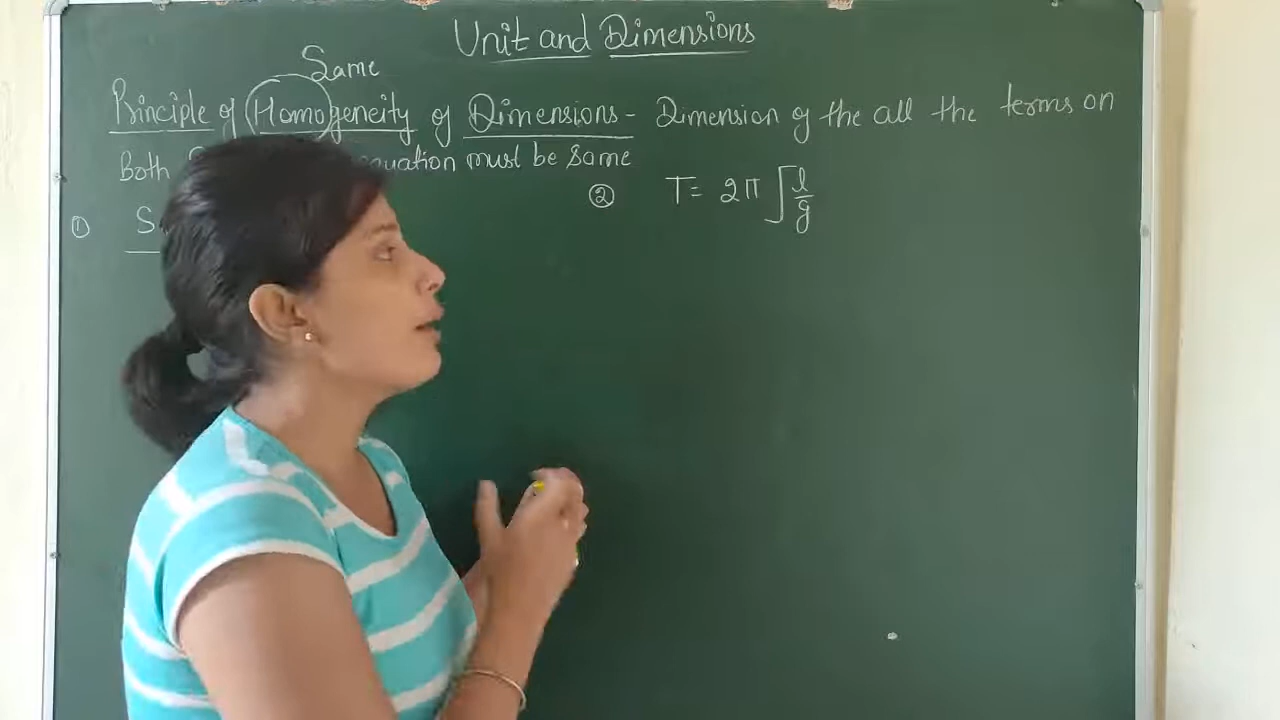 Unit and Dimensions
Same
Principle of Homogeneity of Dimensions - Dimension of the all the terms on
Both equation must be same
② T= 2π √l/g
① S